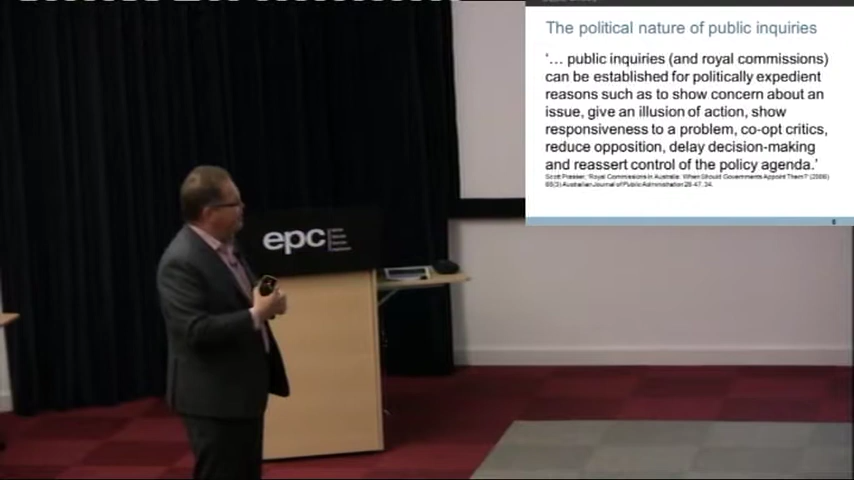 The political nature of public inquiries
‘… public inquiries (and royal commissions)
can be established for politically expedient
reasons such as to show concern about an
issue, give an illusion of action, show
responsiveness to a problem, co-opt critics,
reduce opposition, delay decision-making
and reassert control of the policy agenda.’
Scott Prasser, ‘Royal Commissions in Australia: When Should Governments Appoint Them?’ (2006)
65(3) Australian Journal of Public Administration 28-47, 34.
6
epc